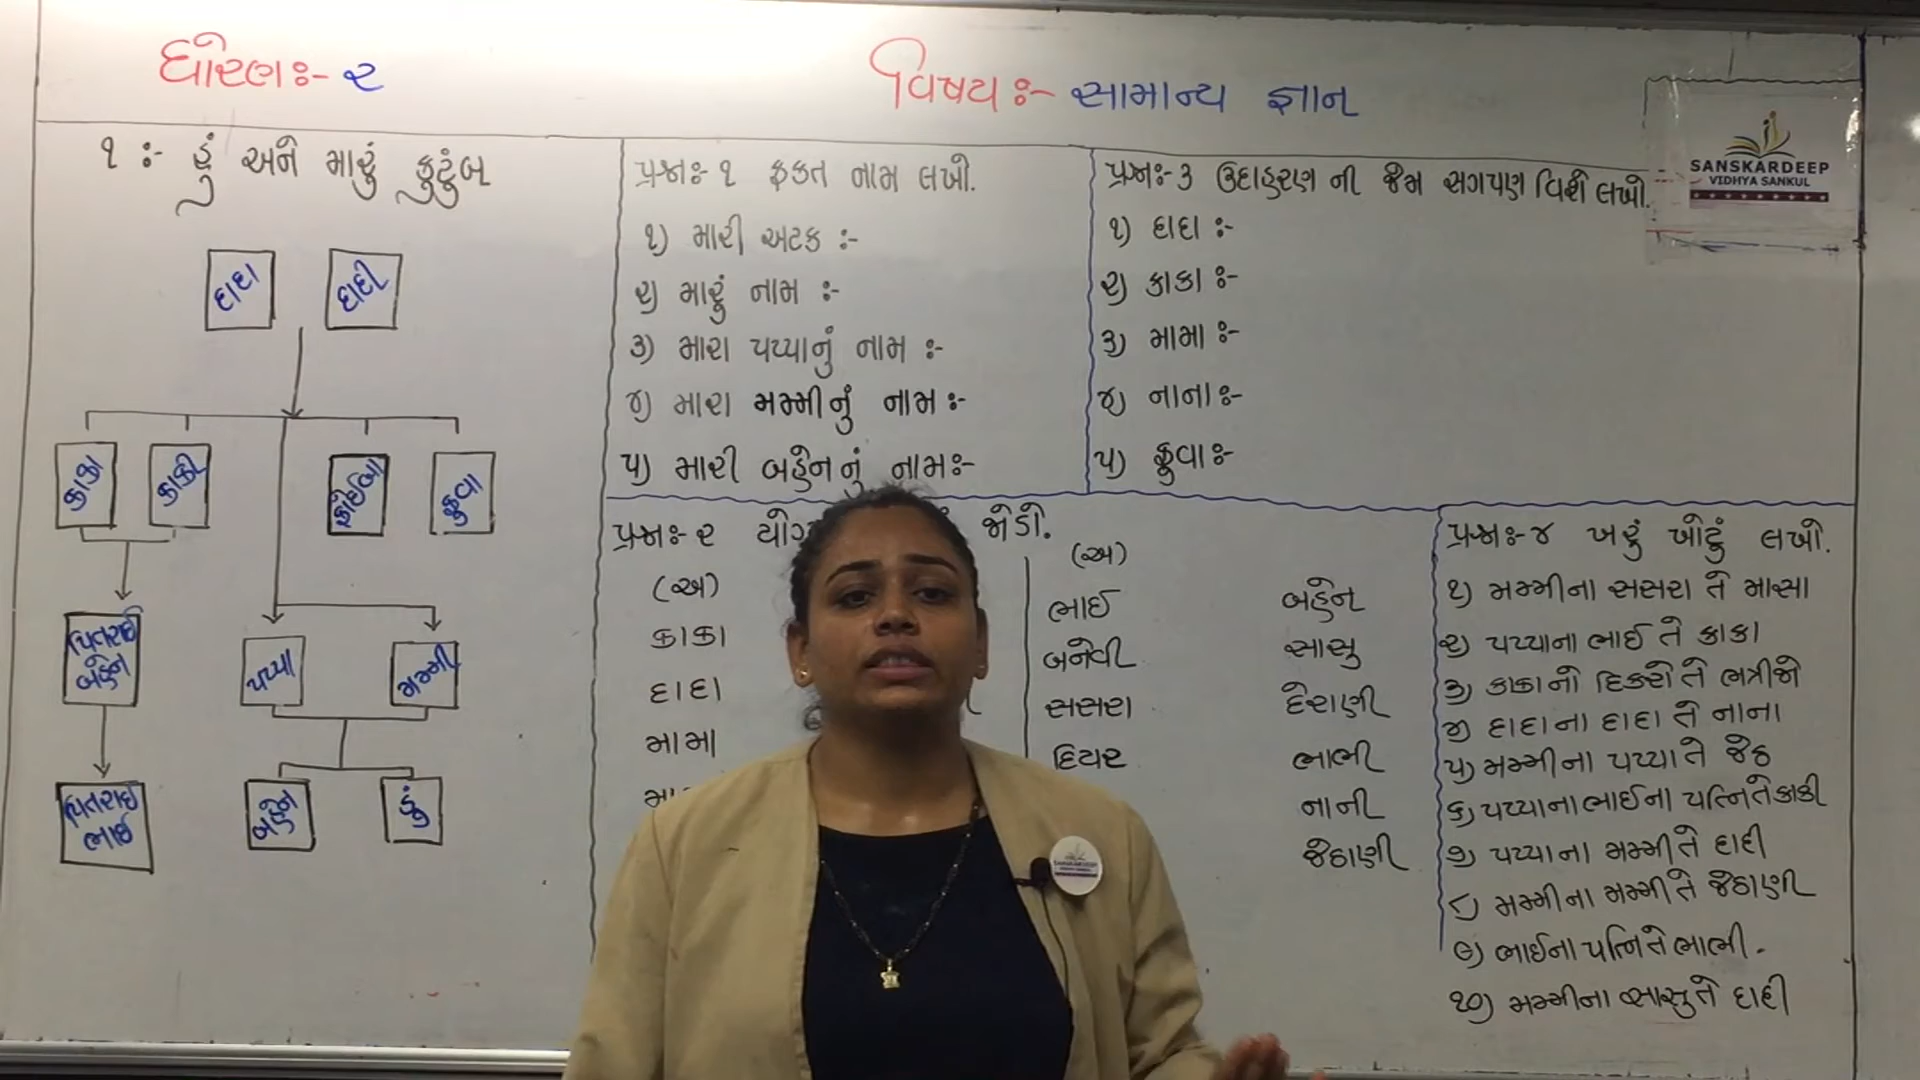 ધોરણઃ- ૨
વિષયઃ- સામાન્ય જ્ઞાન
SANSKARDEEP
VIDHYA SANKUL
૧ઃ- હું અને મારું કુટુંબ
દાદા
દાદી
કાકા
કાકી
ફોઈબા
ફુવા
પિતરાઈ
બહેન
પપ્પા
મમ્મી
પિતરાઇ
ભાઇ
બહેન
હું
પ્રશ્નઃ- ૧ ફકત નામ લખો.
૧) મારી અટક ઃ-
૨) મારું નામ ઃ-
૩) મારા પપ્પાનું નામ ઃ-
૪) મારા મમ્મીનું નામ ઃ-
૫) મારી બહેનનું નામઃ-
પ્રશ્નઃ- ૩ ઉદાહરણ ની જેમ સગપણ વિશે લખો.
૧) દાદા ઃ-
૨) કાકા ઃ-
૩) મામા ઃ-
૪) નાના ઃ-
૫) ફુવા ઃ-
પ્રશ્નઃ- ૨ જોડો.
(અ)
કાકા
દાદા
મામા
(અ)
ભાઈ બહેન
બનેવી સાસુ
સસરા દેરાણી
દિયર ભાભી
નાની
જેઠાણી
પ્રશ્નઃ-૪ ખરું ખોટું લખો.
૧) મમ્મીના સસરા તે માસા
૨) પપ્પાના ભાઈ તે કાકા
૩) કાકાનો દિકરો તે ભત્રીજો
૪) દાદાના દાદા તે નાના
૫) મમ્મીના પપ્પા તે જેઠ
૬) પપ્પાના ભાઈના પત્નિ તે કાકી
૭) પપ્પાના મમ્મી તે દાદી
૮) મમ્મીના મમ્મી તે જેઠાણી
૯) ભાઈના પત્નિ તે ભાભી.
૧૦) મમ્મીના સાસુ તે દાદી